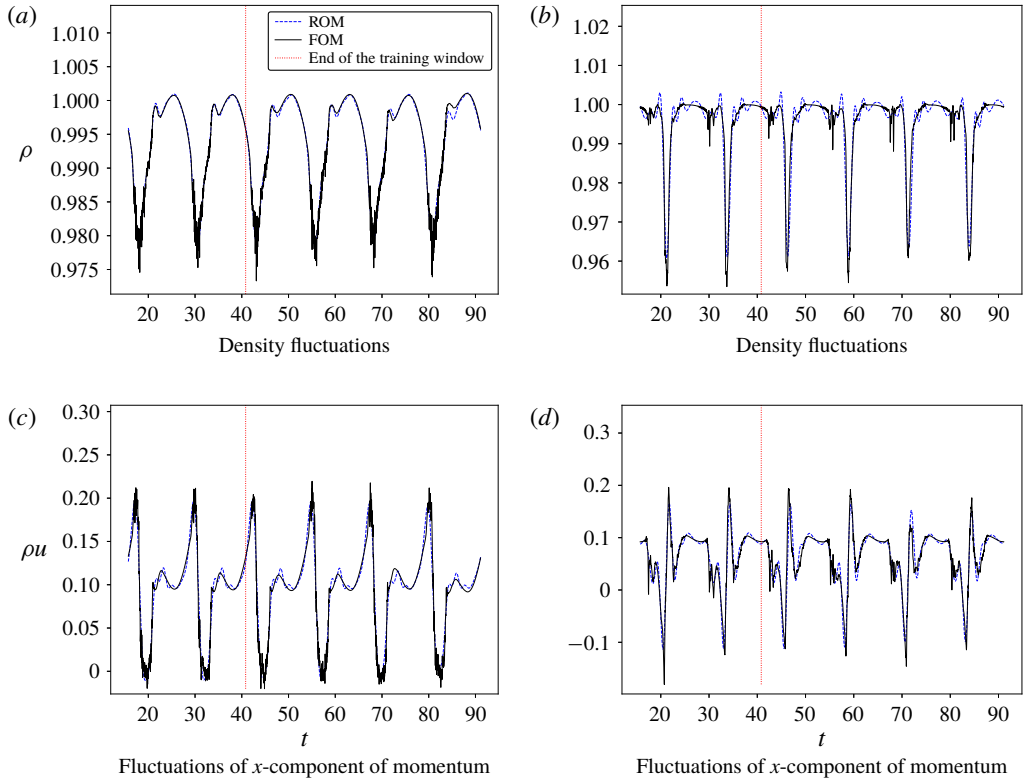 (a)
1.010
1.005
1.000
0.995
0.990
0.985
0.980
0.975
ρ
ROM
FOM
End of the training window
20 30 40 50 60 70 80 90
Density fluctuations
(b)
1.02
1.01
1.00
0.99
0.98
0.97
0.96
20 30 40 50 60 70 80 90
Density fluctuations
(c)
0.30
0.25
0.20
0.15
0.10
0.05
0
ρu
20 30 40 50 60 70 80 90
t
Fluctuations of x-component of momentum
(d)
0.3
0.2
0.1
0
−0.1
20 30 40 50 60 70 80 90
t
Fluctuations of x-component of momentum